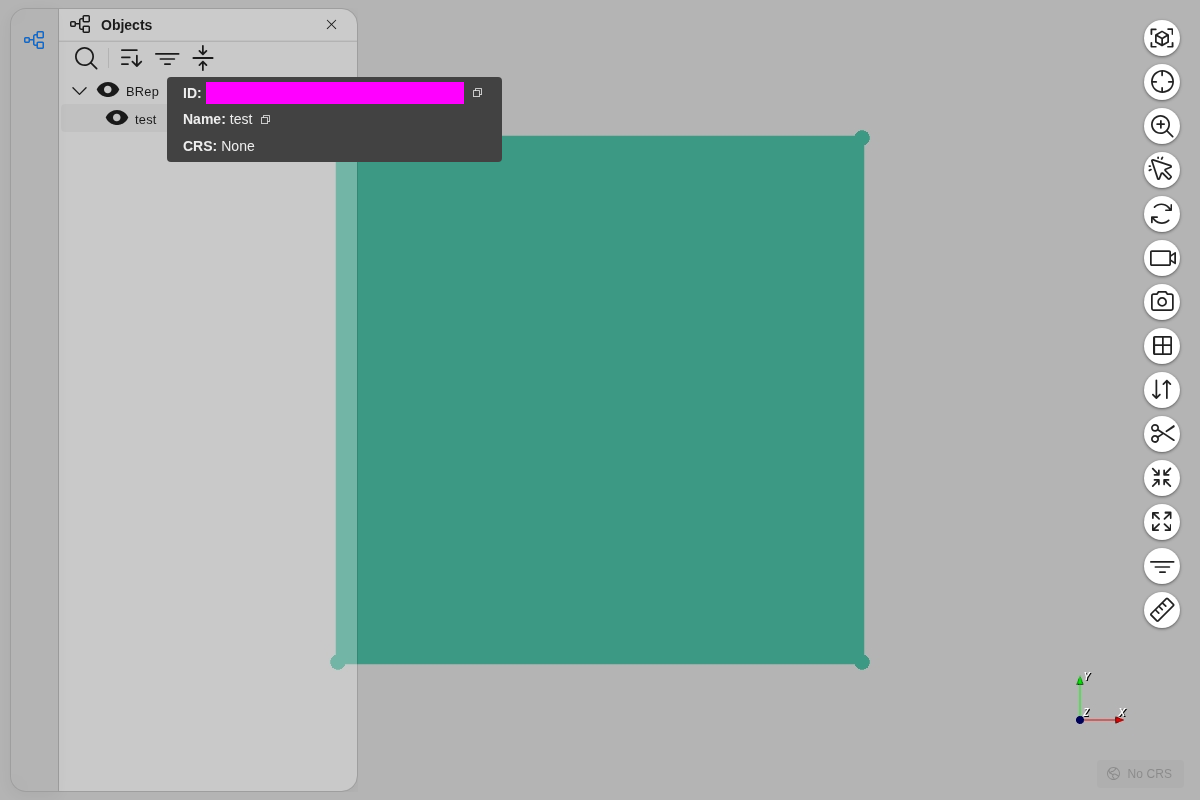 Objects
BRep
test
ID:
Name: test
CRS: None
Y
Z
X
No CRS